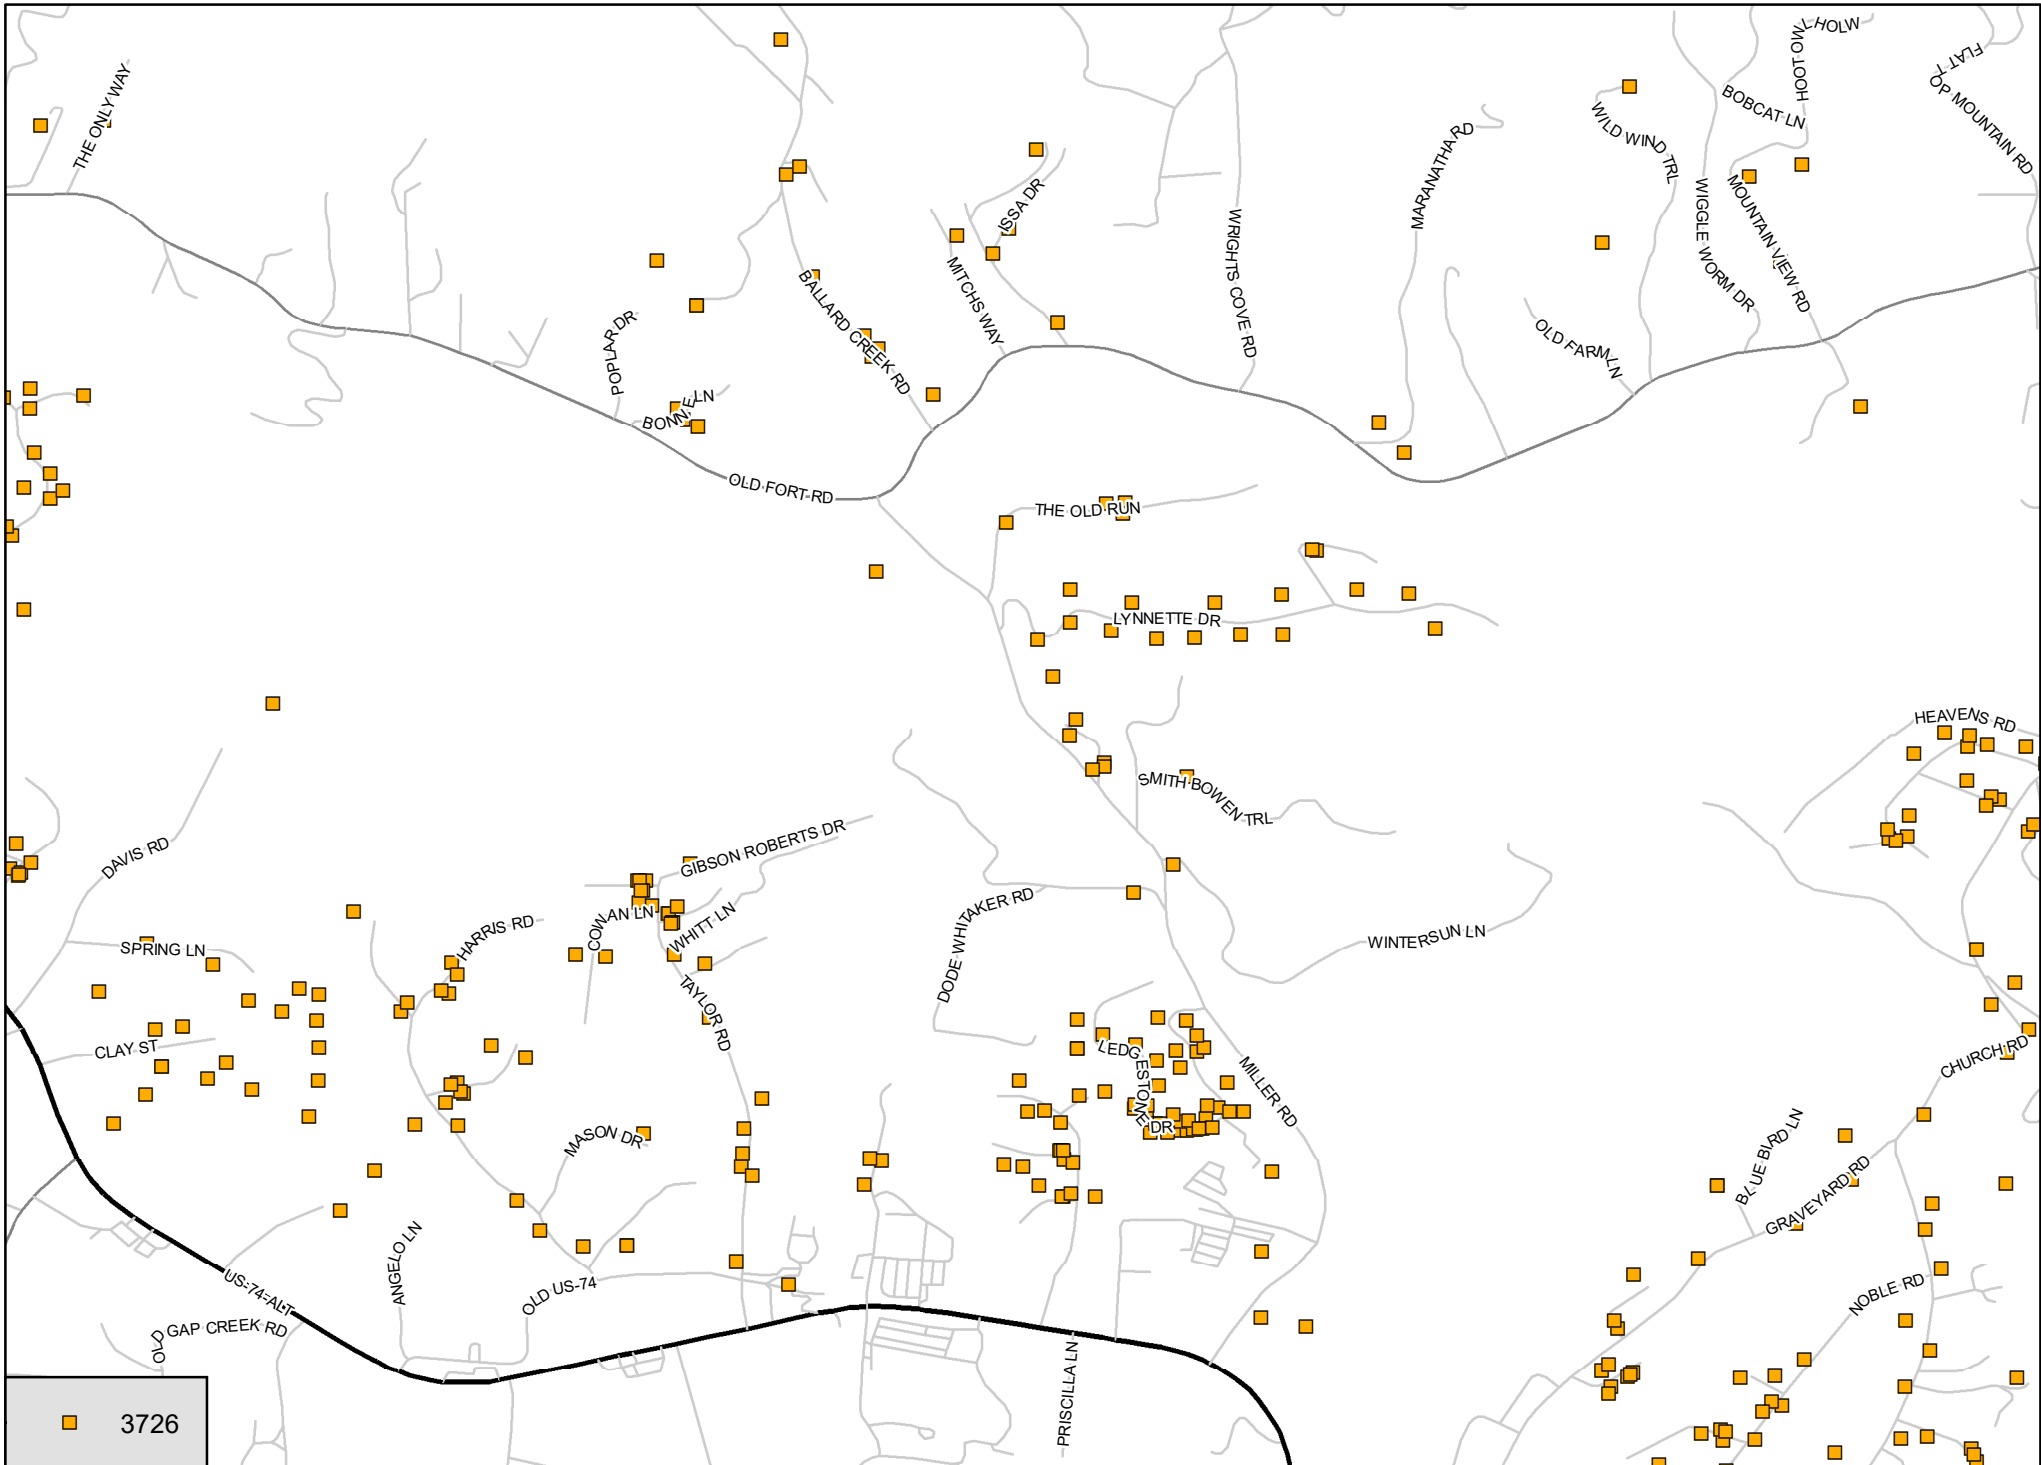 THE ONLY WAY
HOOT OWL HOLW
FLAT TOP MOUNTAIN RD
BOBCAT LN
WILD WIND TRL
MARANATHA RD
ISSA DR
WRIGHTS COVE RD
WIGGLE WORM DR
MOUNTAIN VIEW RD
MITCHS WAY
BALLARD CREEK RD
POPLAR DR
OLD FARM LN
BONNIE LN
OLD FORT RD
THE OLD RUN
LYNNETTE DR
HEAVENS RD
SMITH BOWEN TRL
DAVIS RD
GIBSON ROBERTS DR
COWAN LN
WHITT LN
HARRIS RD
SPRING LN
DODE WHITAKER RD
WINTERSUN LN
TAYLOR RD
CLAY ST
LEDGESTONE DR
MILLER RD
CHURCH RD
MASON DR
BLUE BIRD LN
GRAVEYARD RD
ANGELO LN
US-74-ALT
OLD US-74
NOBLE RD
OLD GAP CREEK RD
PRISCILLA LN
3726